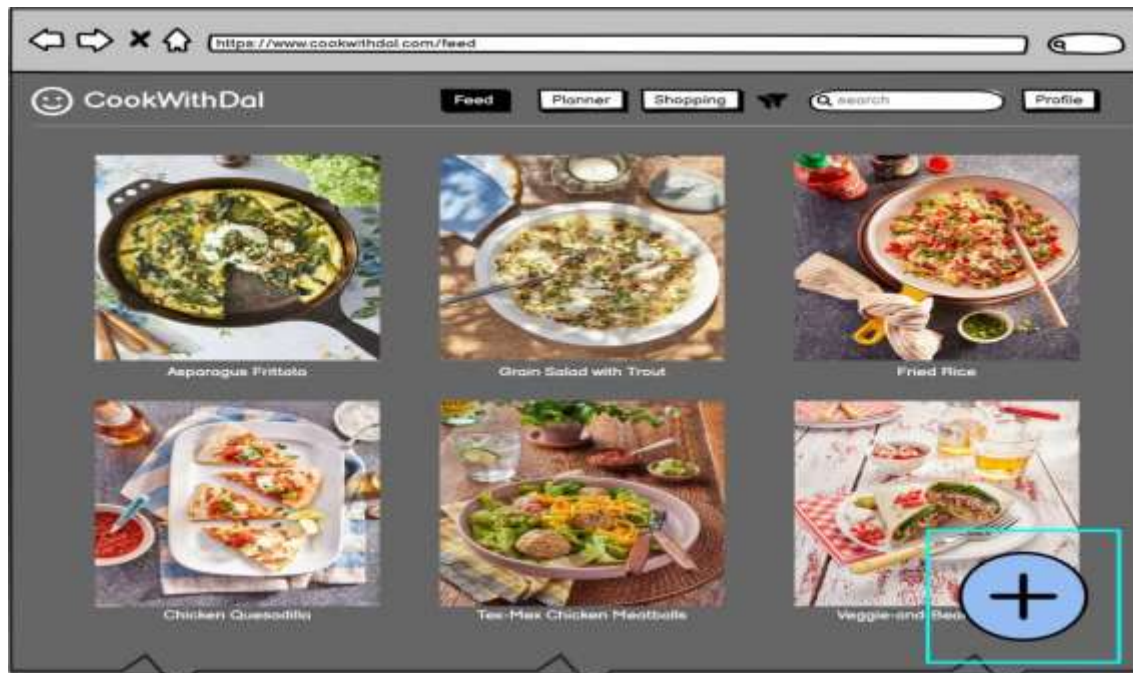 https://www.cookwithdal.com/feed
CookWithDal
Feed
Planner
Shopping
search
Profile
Asparagus Frittata
Grain Salad with Trout
Fried Rice
Chicken Quesadilla
Tex-Mex Chicken Meatballs
Veggie-and-Bea